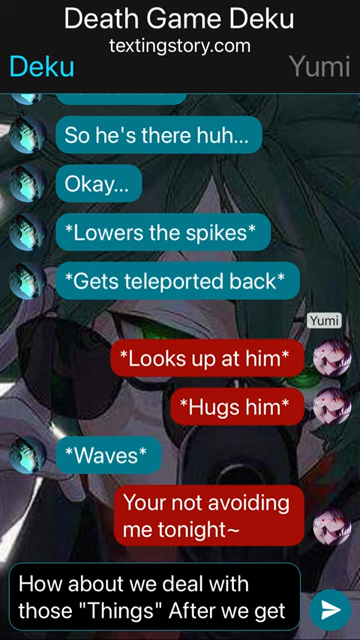 Death Game Deku
textingstory.com
Deku
Yumi
So he's there huh...
Okay...
*Lowers the spikes*
*Gets teleported back*
Yumi
*Looks up at him*
*Hugs him*
*Waves*
Your not avoiding
me tonight~
How about we deal with
those "Things" After we get